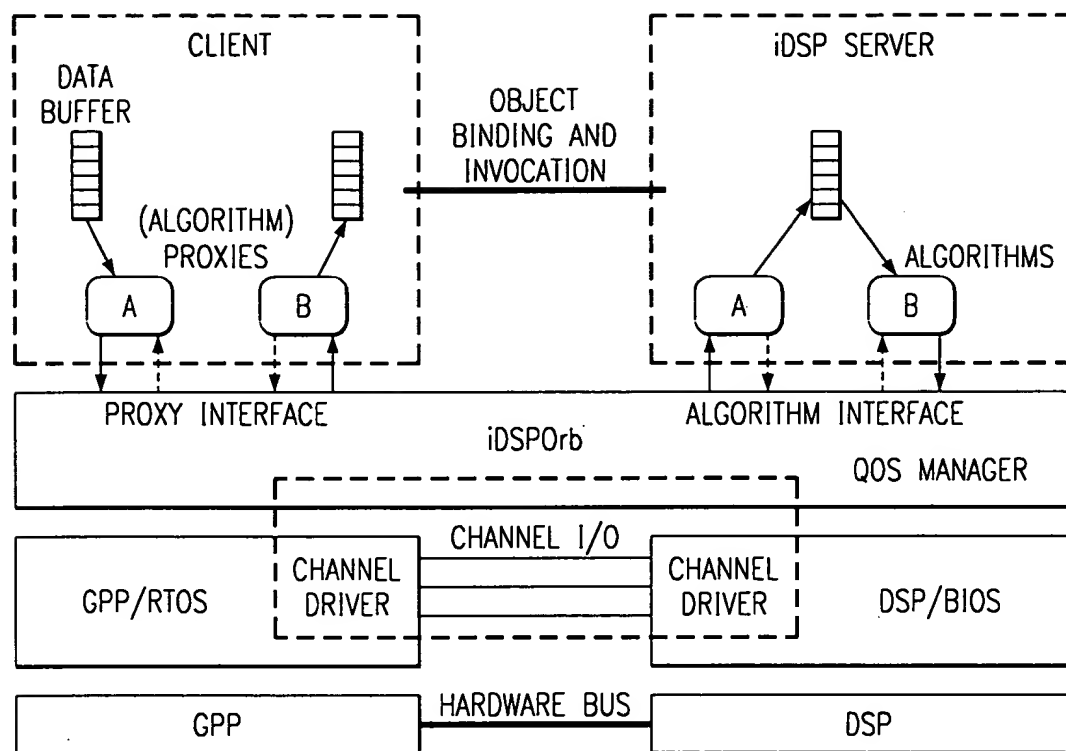 CLIENT
iDSP SERVER
DATA
BUFFER
OBJECT
BINDING AND
INVOCATION
(ALGORITHM)
PROXIES
ALGORITHMS
A
B
A
B
PROXY INTERFACE
ALGORITHM INTERFACE
iDSPOrb
QOS MANAGER
CHANNEL I/O
GPP/RTOS
CHANNEL
DRIVER
CHANNEL
DRIVER
DSP/BIOS
GPP
HARDWARE BUS
DSP